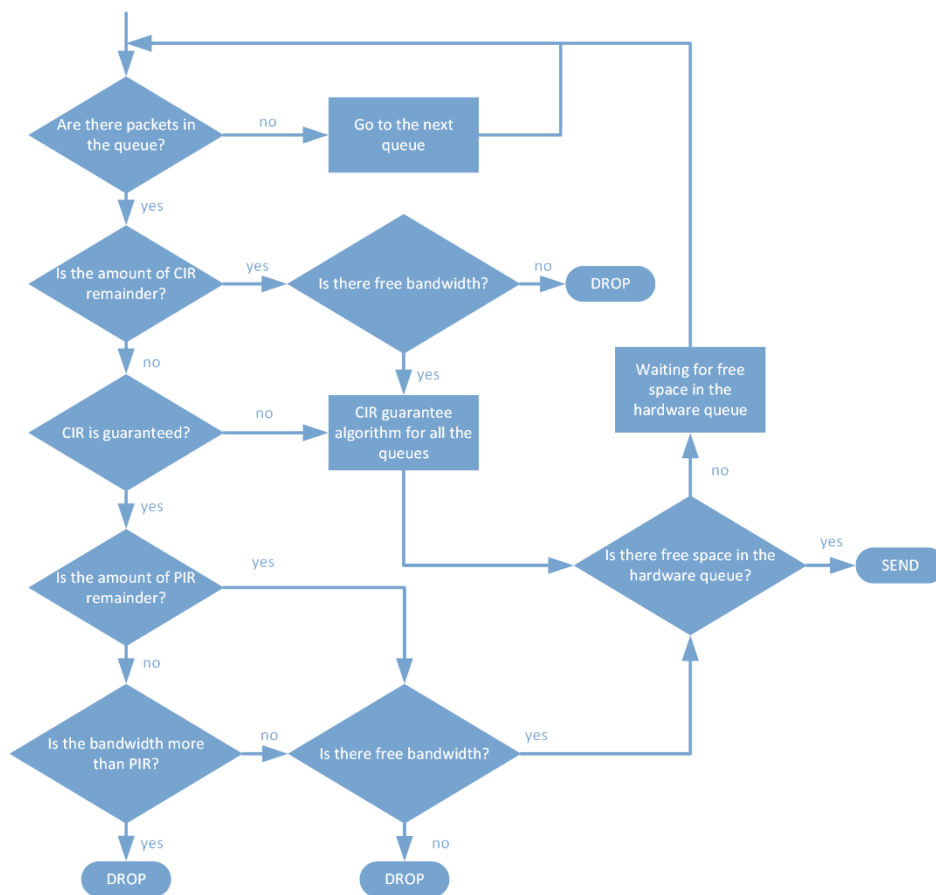 Are there packets in
the queue?
no
Go to the next
queue
yes
Is the amount of CIR
remainder?
yes
Is there free bandwidth?
no
DROP
no
yes
Waiting for free
space in the
hardware queue
CIR is guaranteed?
no
CIR guarantee
algorithm for all the
queues
no
yes
Is the amount of PIR
remainder?
yes
Is there free space in the
hardware queue?
yes
SEND
no
Is the bandwidth more
than PIR?
no
Is there free bandwidth?
yes
yes
DROP
no
DROP